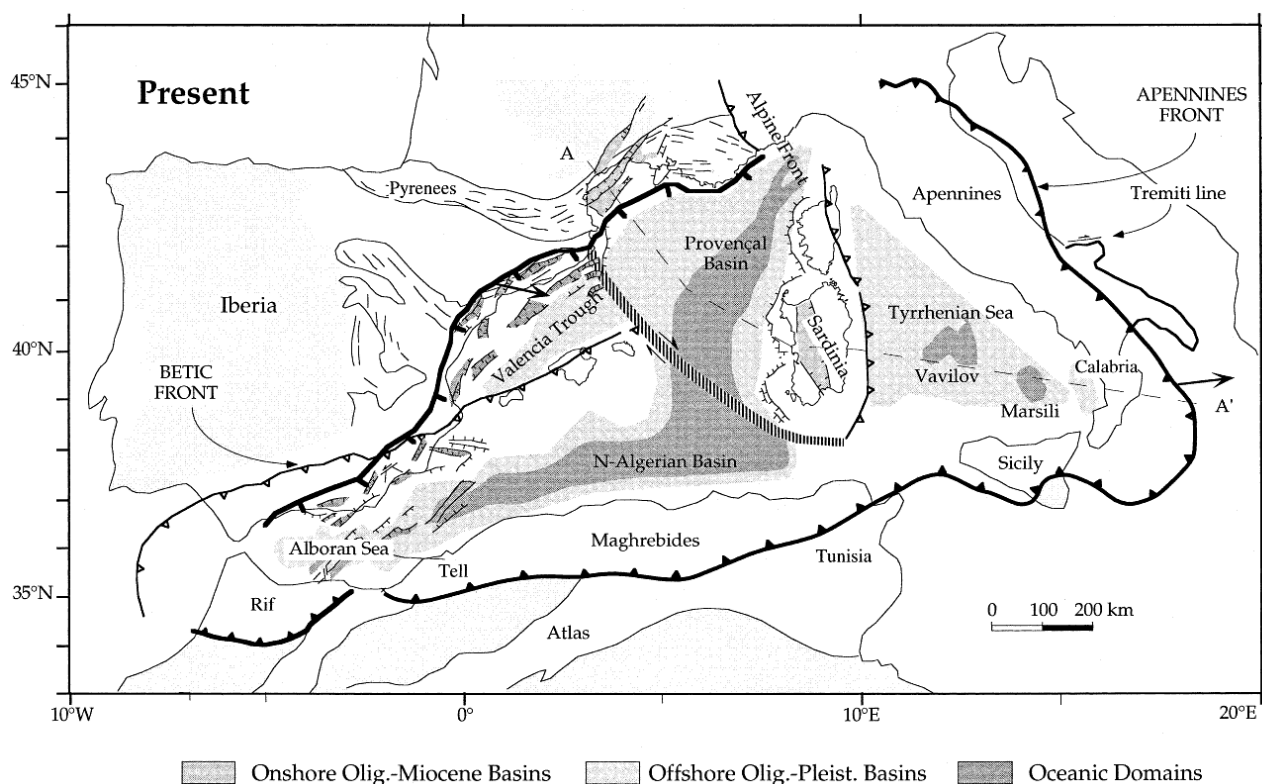 45°N
Present
Alpine Front
APENNINES
FRONT
A
Pyrenees
Apennines
Tremiti line
Provençal
Basin
Iberia
Valencia Trough
Sardinia
Tyrrhenian Sea
40°N
BETIC
FRONT
Vavilov
Calabria
Marsili
A'
N-Algerian Basin
Sicily
Alboran Sea
Maghrebides
Tunisia
Tell
35°N
Rif
0 100 200 km
Atlas
10°W 0° 10°E 20°E
Onshore Olig.-Miocene Basins Offshore Olig.-Pleist. Basins Oceanic Domains